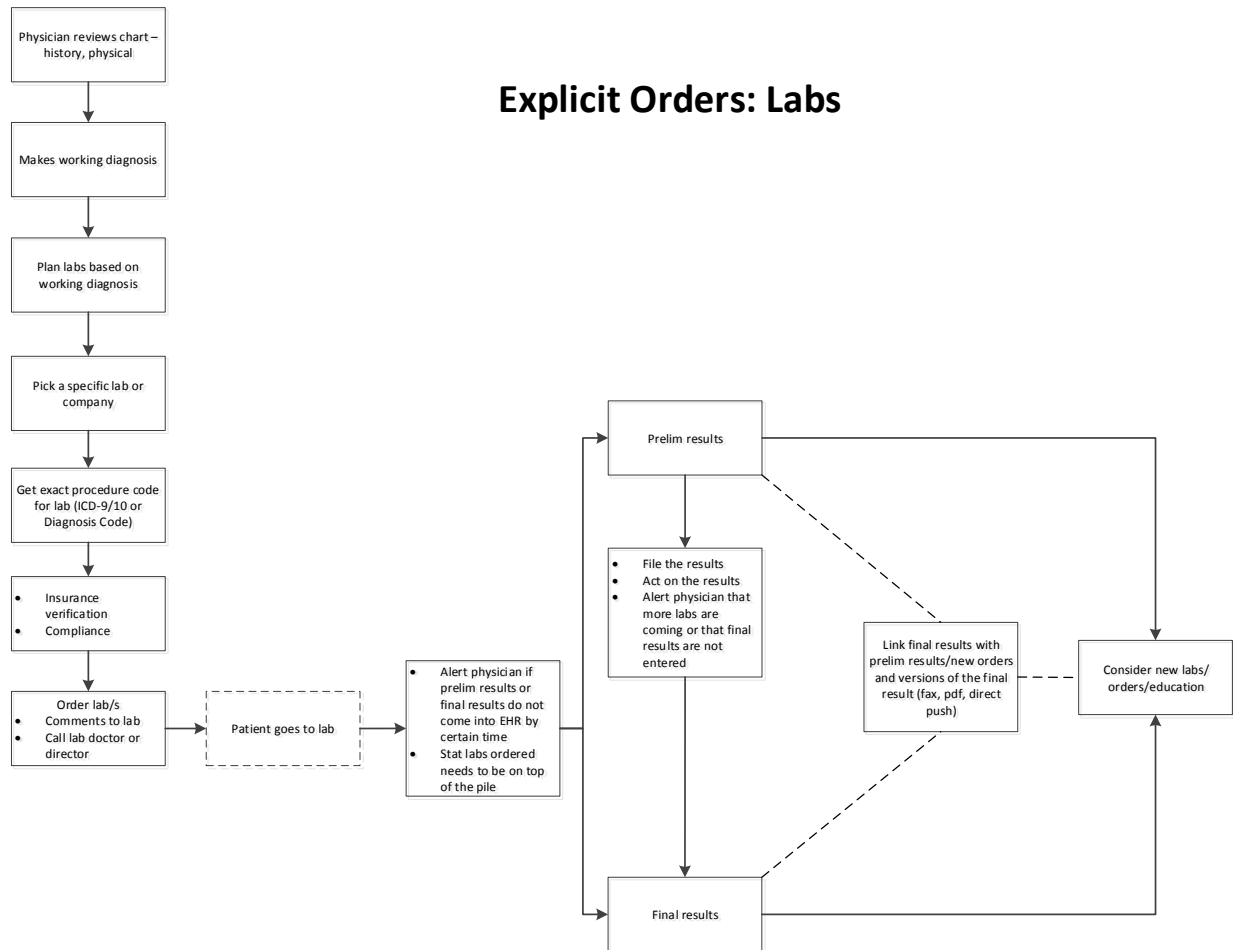 Physician reviews chart –
history, physical
Explicit Orders: Labs
Makes working diagnosis
Plan labs based on
working diagnosis
Pick a specific lab or
company
Get exact procedure code
for lab (ICD-9/10 or
Diagnosis Code)
• Insurance
verification
• Compliance
Order lab/s
• Comments to lab
• Call lab doctor or
director
Patient goes to lab
• Alert physician if
prelim results or
final results do not
come into EHR by
certain time
• Stat labs ordered
needs to be on top
of the pile
Prelim results
• File the results
• Act on the results
• Alert physician that
more labs are
coming or that final
results are not
entered
Final results
Link final results with
prelim results/new orders
and versions of the final
result (fax, pdf, direct
push)
Consider new labs/
orders/education